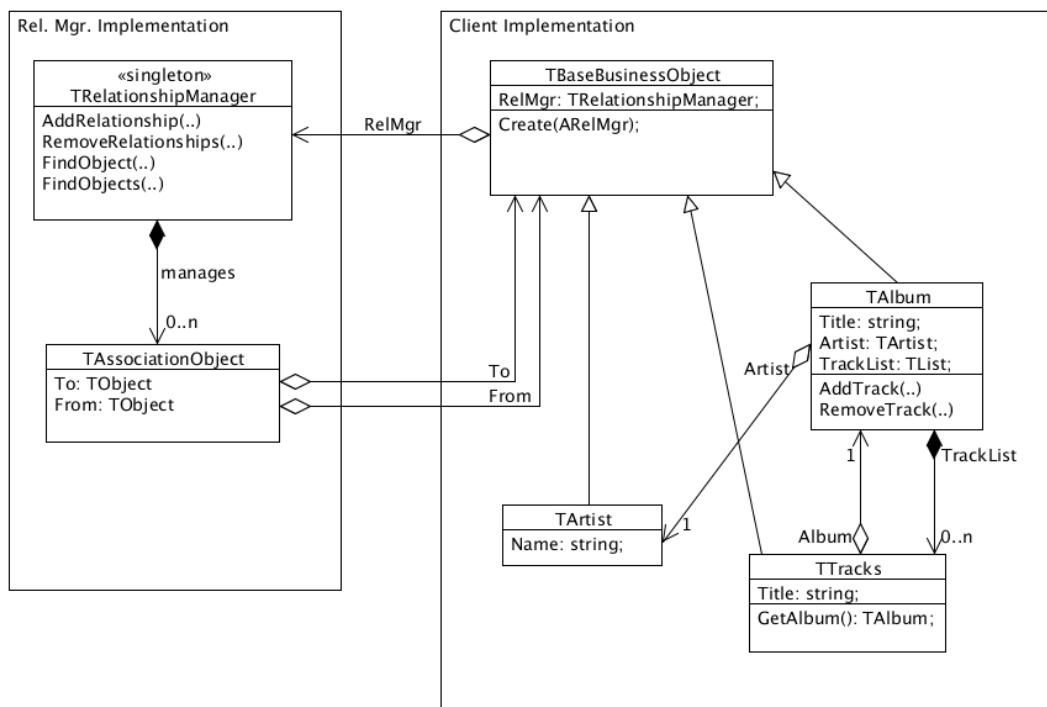 Rel. Mgr. Implementation
«singleton»
TRelationshipManager
AddRelationship(..)
RemoveRelationships(..)
FindObject(..)
FindObjects(..)
manages
0..n
TAssociationObject
To: TObject
From: TObject
RelMgr
To
From
Client Implementation
TBaseBusinessObject
RelMgr: TRelationshipManager;
Create(ARelMgr);
TAlbum
Title: string;
Artist: TArtist;
TrackList: TList;
AddTrack(..)
RemoveTrack(..)
Artist
1
TrackList
1
TArtist
Name: string;
Album
0..n
TTracks
Title: string;
GetAlbum(): TAlbum;